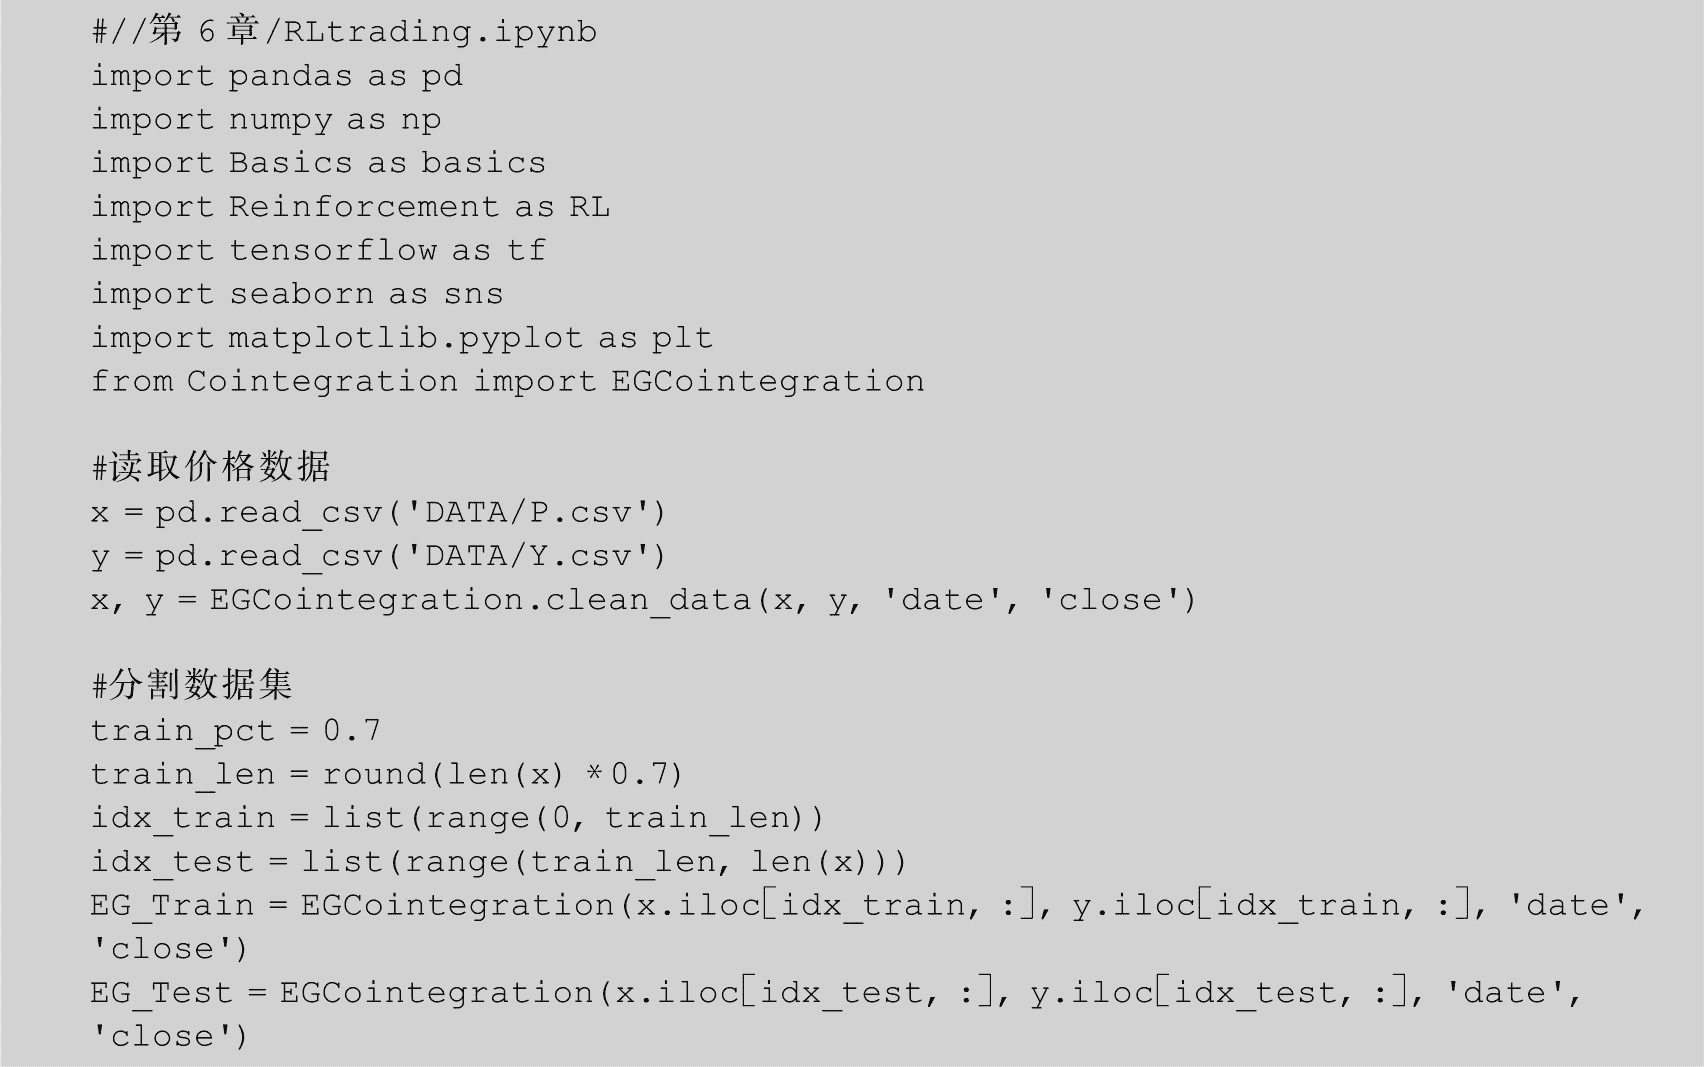 #//第 6 章/RLtrading.ipynb
import pandas as pd
import numpy as np
import Basics as basics
import Reinforcement as RL
import tensorflow as tf
import seaborn as sns
import matplotlib.pyplot as plt
from Cointegration import EGCointegration
#读取价格数据
x = pd.read_csv('DATA/P.csv')
y = pd.read_csv('DATA/Y.csv')
x, y = EGCointegration.clean_data(x, y, 'date', 'close')
#分割数据集
train_pct = 0.7
train_len = round(len(x) *0.7)
idx_train = list(range(0, train_len))
idx_test = list(range(train_len, len(x)))
EG_Train = EGCointegration(x.iloc[idx_train, :], y.iloc[idx_train, :], 'date',
'close')
EG_Test = EGCointegration(x.iloc[idx_test, :], y.iloc[idx_test, :], 'date',
'close')